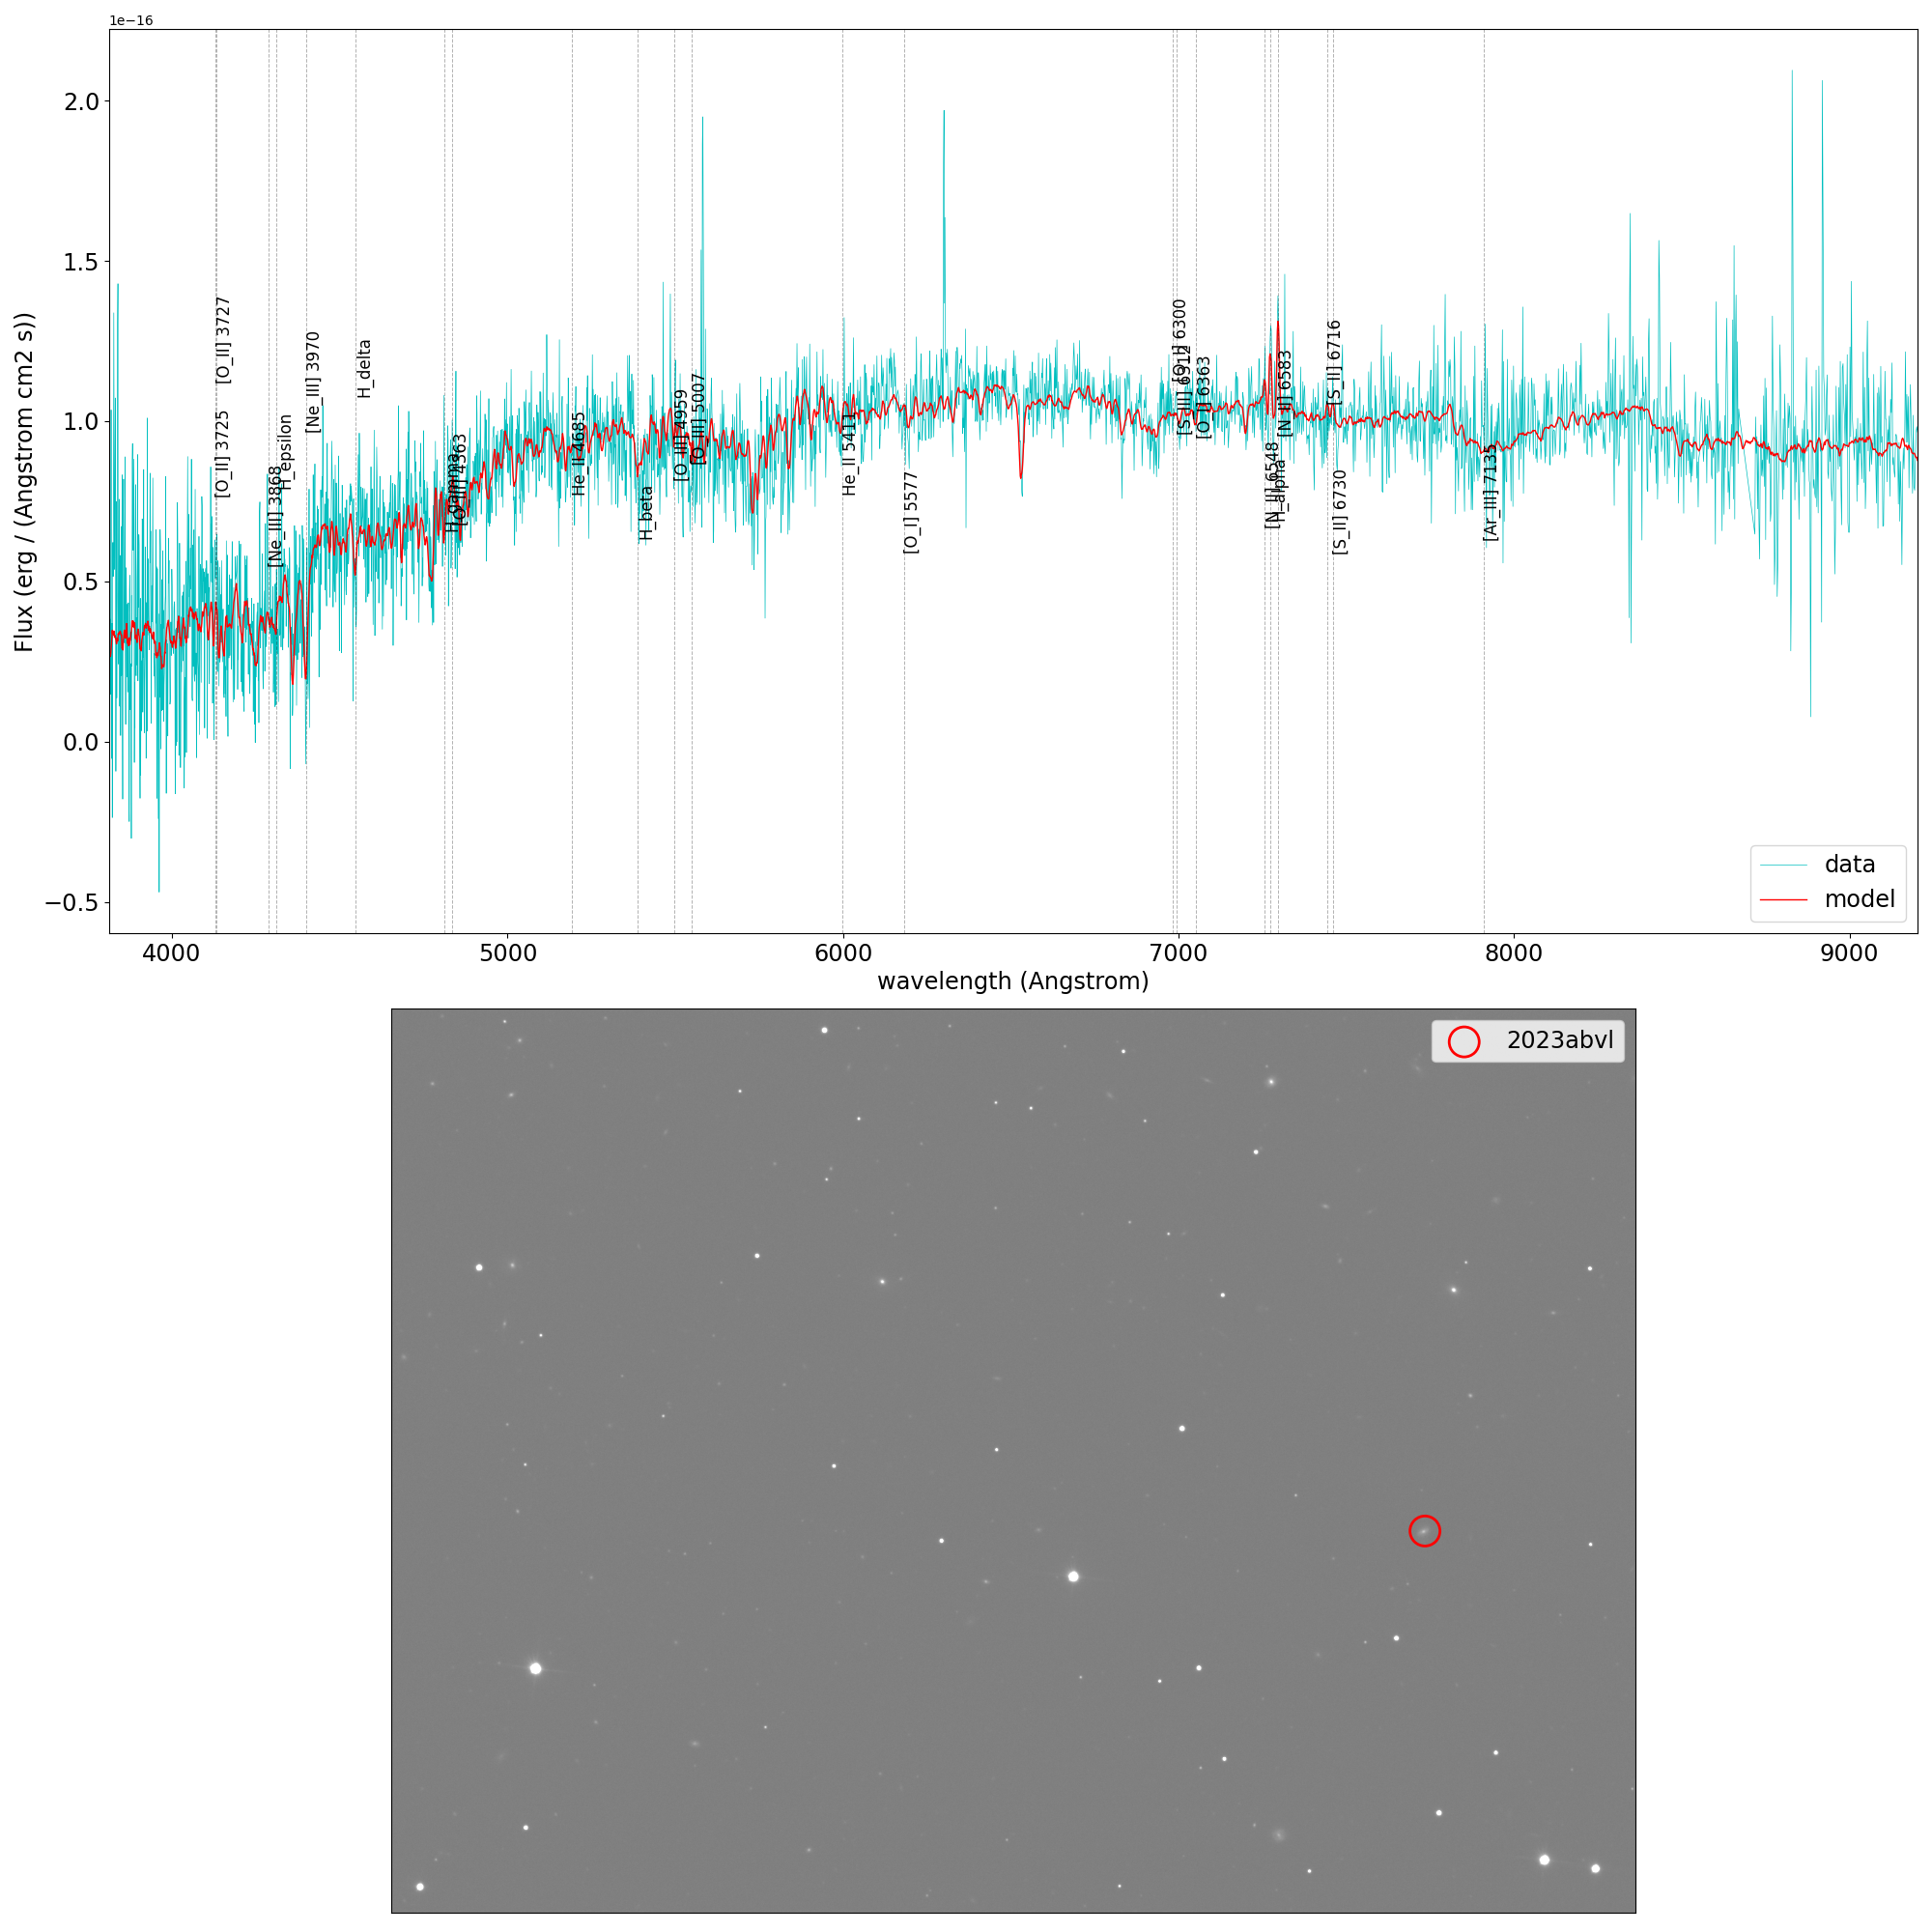 1e−16
Flux (erg / (Angstrom cm2 s))
2.0
1.5
1.0
0.5
0.0
−0.5
[O_II] 3725
[O_II] 3727
[Ne_III] 3868
H_epsilon
[Ne_III] 3970
H_delta
H_gamma
[O_III] 4363
He_II 4685
H_beta
[O_III] 4959
[O_III] 5007
He_II 5411
[O_I] 5577
[O_I] 6300
[S_III] 6312
[O_I] 6363
[N_II] 6548
H_alpha
[N_II] 6583
[S_II] 6716
[S_II] 6730
[Ar_III] 7135
data
model
4000 5000 6000 7000 8000 9000
wavelength (Angstrom)
2023abvl